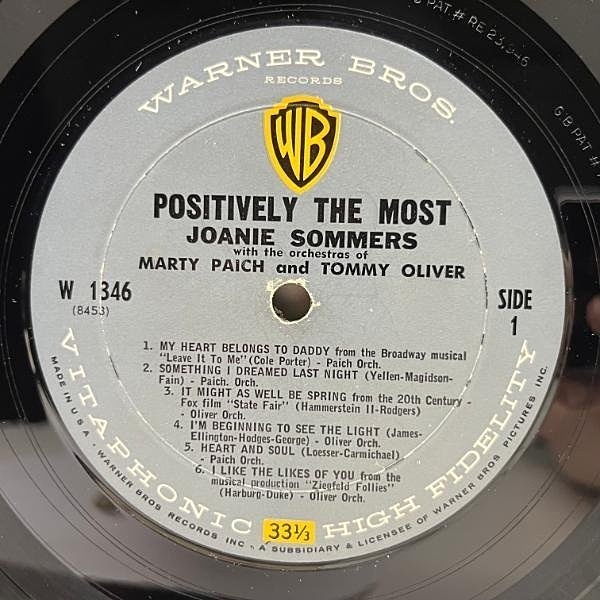 G PAT # RE 23,946
GB PAT #
WARNER BROS.
RECORDS
WB
POSITIVELY THE MOST
JOANIE SOMMERS
with the orchestras of
MARTY PAICH and TOMMY OLIVER
W 1346
(8453)
SIDE
1
1. MY HEART BELONGS TO DADDY from the Broadway musical
"Leave It To Me" (Cole Porter) - Paich Orch.
2. SOMETHING I DREAMED LAST NIGHT (Yellen-Magidson-
Fain) - Paich. Orch.
3. IT MIGHT AS WELL BE SPRING from the 20th Century -
Fox film "State Fair" (Hammerstein II-Rodgers)
- Oliver Orch.
4. I'M BEGINNING TO SEE THE LIGHT (James-
Ellington-Hodges-George) - Oliver Orch.
5. HEART AND SOUL (Loesser-Carmichael)
- Paich Orch.
6. I LIKE THE LIKES OF YOU from the
musical production "Ziegfeld Follies"
(Harburg-Duke) - Oliver Orch.
VITAPHONIC 33⅓ HIGH FIDELITY
MADE IN U.S.A. • WARNER BROS. RECORDS INC. • A SUBSIDIARY & LICENSEE OF WARNER BROS. PICTURES INC.